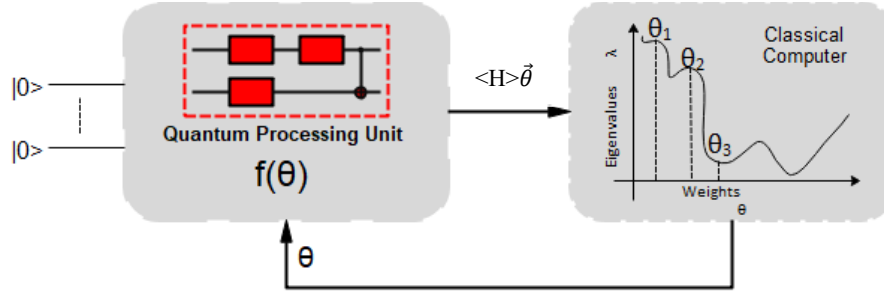 |0>
|0>
Quantum Processing Unit
f(θ)
<H>θ⃗
Classical
Computer
Eigenvalues λ
θ1
θ2
θ3
Weights
θ
θ